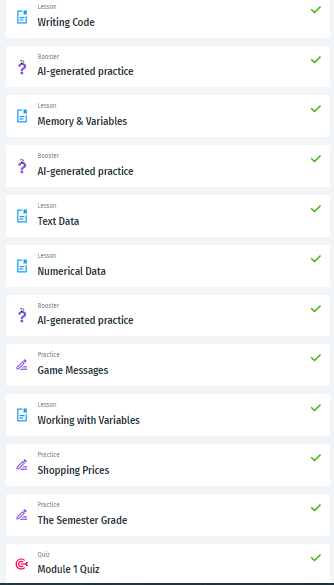 Lesson
Writing Code
Booster
AI-generated practice
Lesson
Memory & Variables
Booster
AI-generated practice
Lesson
Text Data
Lesson
Numerical Data
Booster
AI-generated practice
Practice
Game Messages
Lesson
Working with Variables
Practice
Shopping Prices
Practice
The Semester Grade
Quiz
Module 1 Quiz